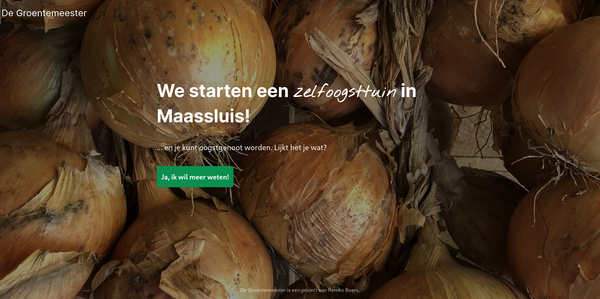 De Groentemeester
We starten een zelfoogsttuin in
Maassluis!
... en je kunt oogstgenoot worden. Lijkt het je wat?
Ja, ik wil meer weten!
De Groentemeester is een project van Remko Boers.